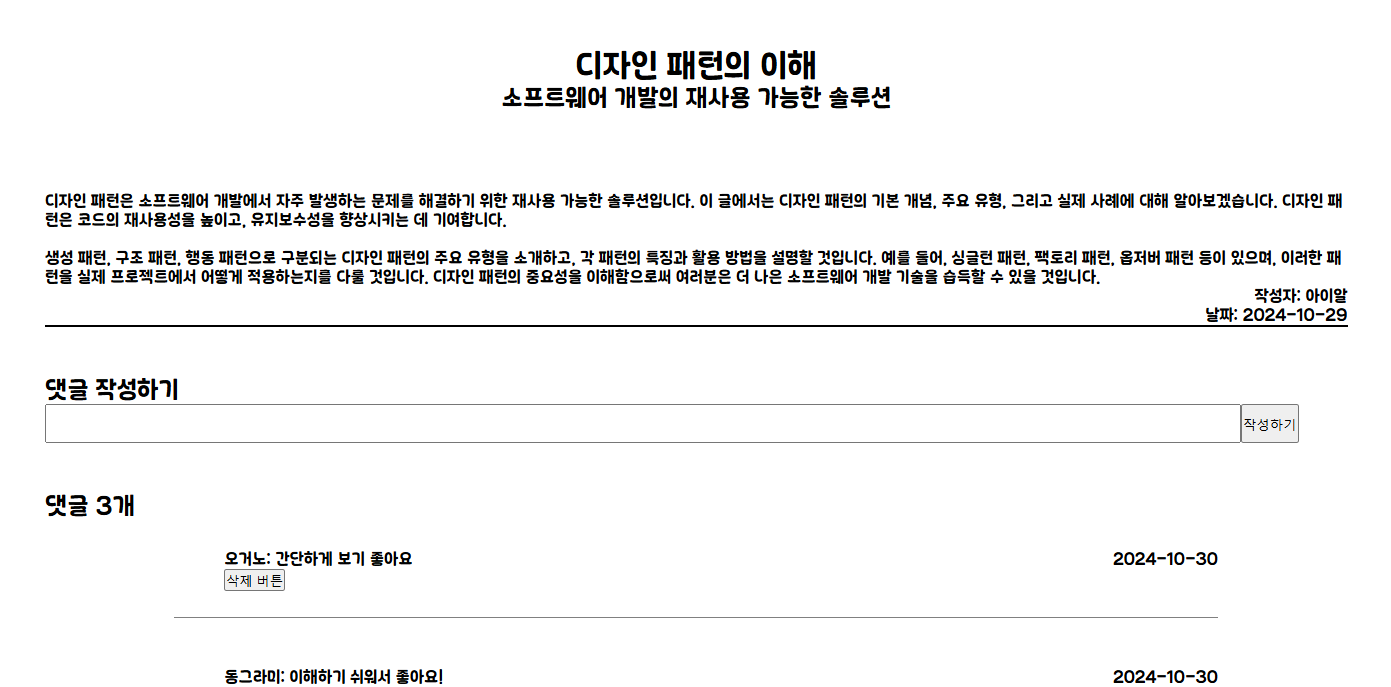 디자인 패턴의 이해
소프트웨어 개발의 재사용 가능한 솔루션
디자인 패턴은 소프트웨어 개발에서 자주 발생하는 문제를 해결하기 위한 재사용 가능한 솔루션입니다. 이 글에서는 디자인 패턴의 기본 개념, 주요 유형, 그리고 실제 사례에 대해 알아보겠습니다. 디자인 패
턴은 코드의 재사용성을 높이고, 유지보수성을 향상시키는 데 기여합니다.
생성 패턴, 구조 패턴, 행동 패턴으로 구분되는 디자인 패턴의 주요 유형을 소개하고, 각 패턴의 특징과 활용 방법을 설명할 것입니다. 예를 들어, 싱글턴 패턴, 팩토리 패턴, 옵저버 패턴 등이 있으며, 이러한 패
턴을 실제 프로젝트에서 어떻게 적용하는지를 다룰 것입니다. 디자인 패턴의 중요성을 이해함으로써 여러분은 더 나은 소프트웨어 개발 기술을 습득할 수 있을 것입니다.
작성자: 아이알
날짜: 2024-10-29
댓글 작성하기
작성하기
댓글 3개
오거노: 간단하게 보기 좋아요 2024-10-30
삭제 버튼
동그라미: 이해하기 쉬워서 좋아요! 2024-10-30